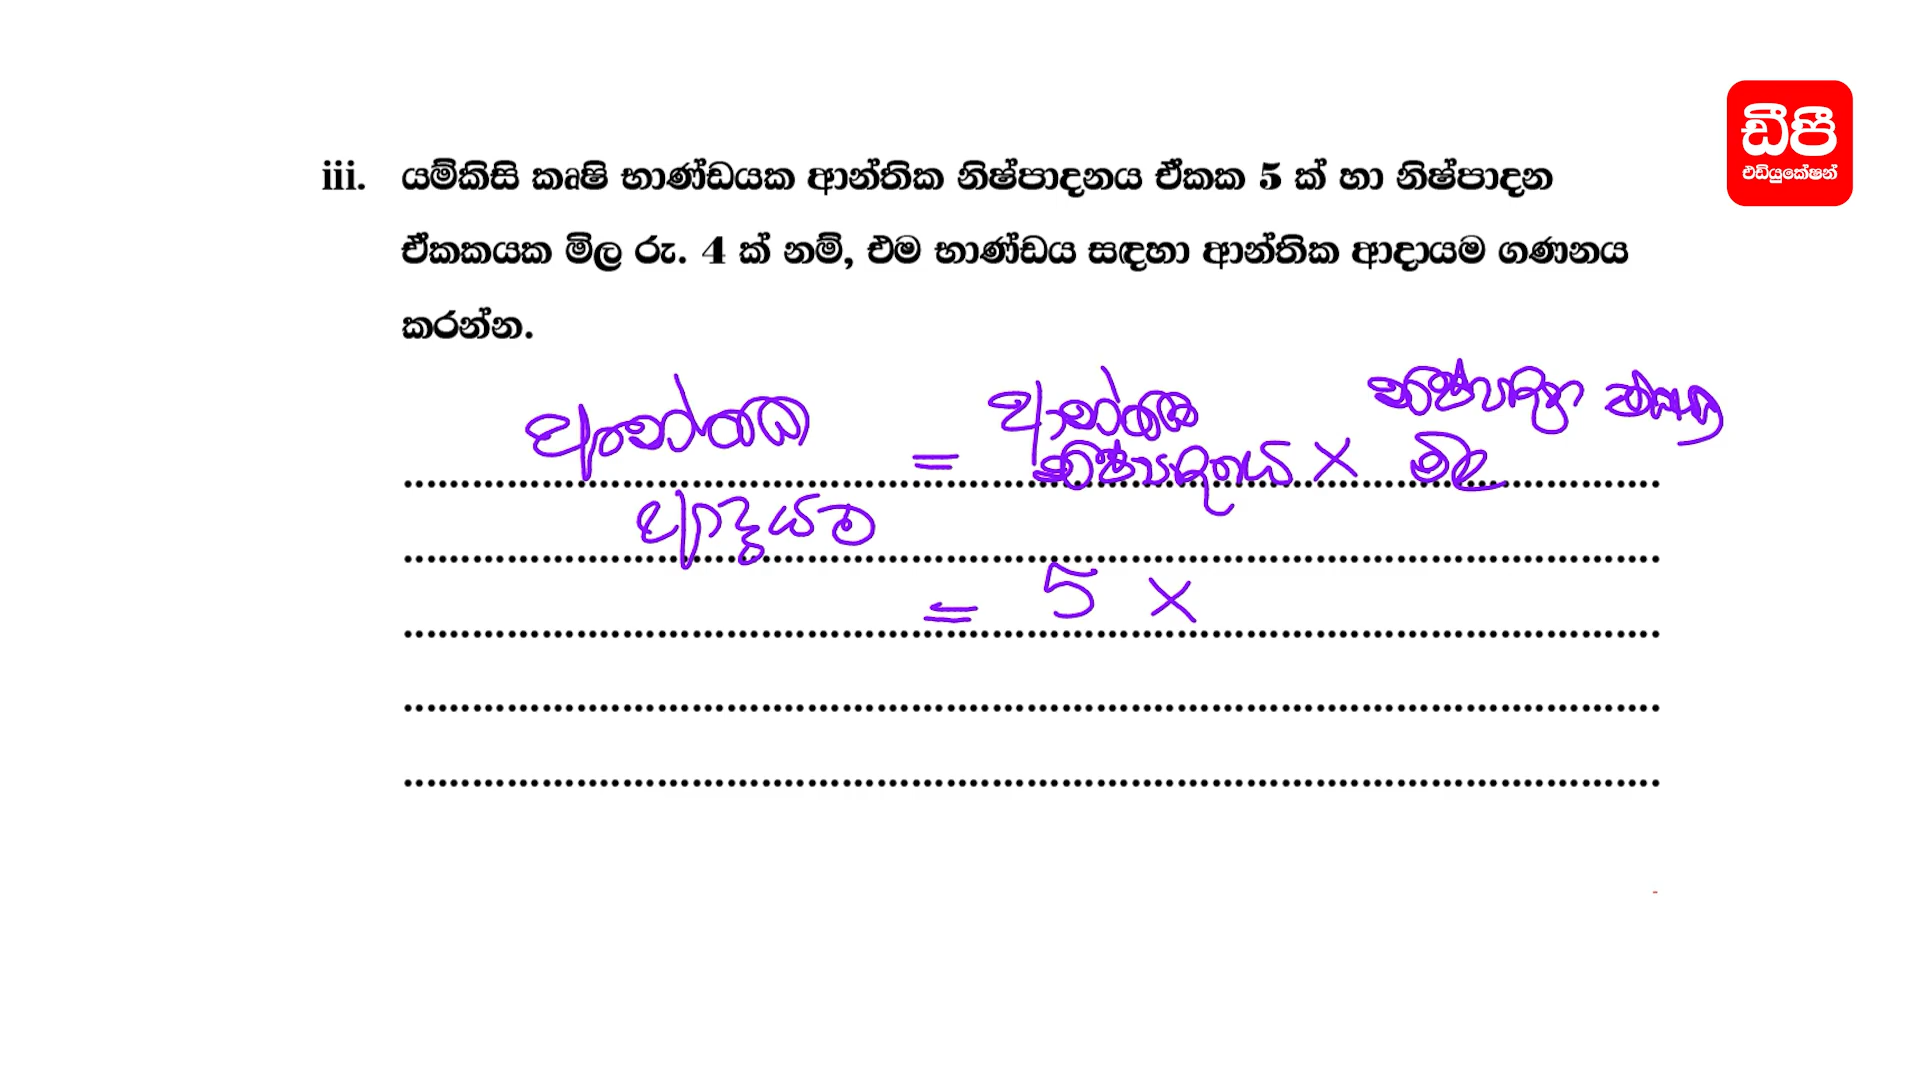 ඩීපී
එඩියුකේෂන්
iii. යම්කිසි කෘෂි භාණ්ඩයක ආන්තික නිෂ්පාදනය ඒකක 5 ක් හා නිෂ්පාදන
ඒකකයක මිල රු. 4 ක් නම්, එම භාණ්ඩය සඳහා ආන්තික ආදායම ගණනය
කරන්න.
ආන්තික = ආන්තික නිෂ්පාදනය × නිෂ්පාදන ඒකක මිල
ආදායම
= 5 ×